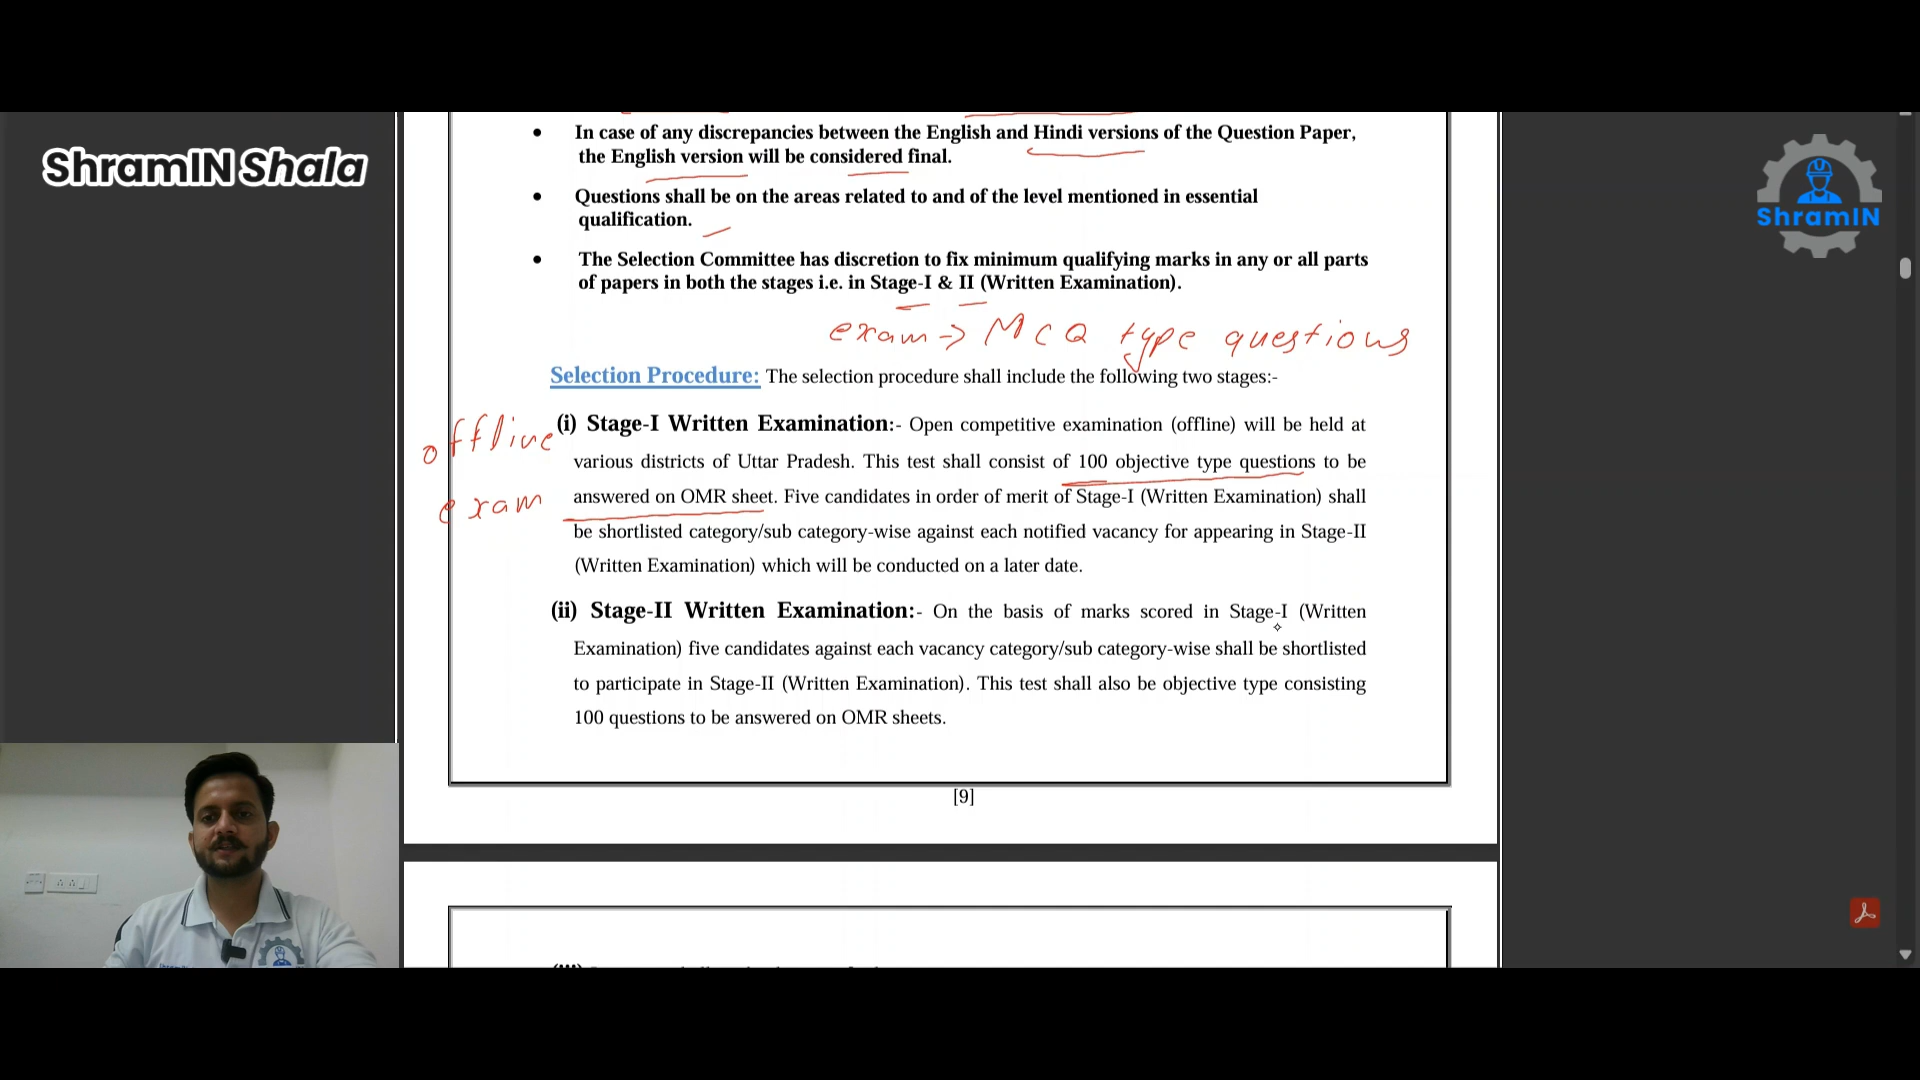 ShramIN Shala
ShramIN
In case of any discrepancies between the English and Hindi versions of the Question Paper,
the English version will be considered final.
Questions shall be on the areas related to and of the level mentioned in essential
qualification.
The Selection Committee has discretion to fix minimum qualifying marks in any or all parts
of papers in both the stages i.e. in Stage-I & II (Written Examination).
exam -> MCQ type questions
Selection Procedure: The selection procedure shall include the following two stages:-
offline
exam
(i) Stage-I Written Examination:- Open competitive examination (offline) will be held at
various districts of Uttar Pradesh. This test shall consist of 100 objective type questions to be
answered on OMR sheet. Five candidates in order of merit of Stage-I (Written Examination) shall
be shortlisted category/sub category-wise against each notified vacancy for appearing in Stage-II
(Written Examination) which will be conducted on a later date.
(ii) Stage-II Written Examination:- On the basis of marks scored in Stage-I (Written
Examination) five candidates against each vacancy category/sub category-wise shall be shortlisted
to participate in Stage-II (Written Examination). This test shall also be objective type consisting
100 questions to be answered on OMR sheets.
[9]